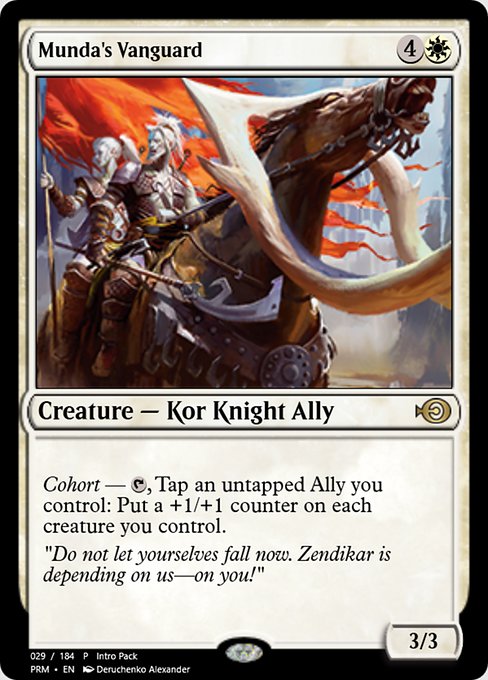 Munda's Vanguard 4
Creature — Kor Knight Ally
Cohort — , Tap an untapped Ally you
control: Put a +1/+1 counter on each
creature you control.
"Do not let yourselves fall now. Zendikar is
depending on us—on you!"
3/3
029 / 184 P Intro Pack
PRM • EN Deruchenko Alexander